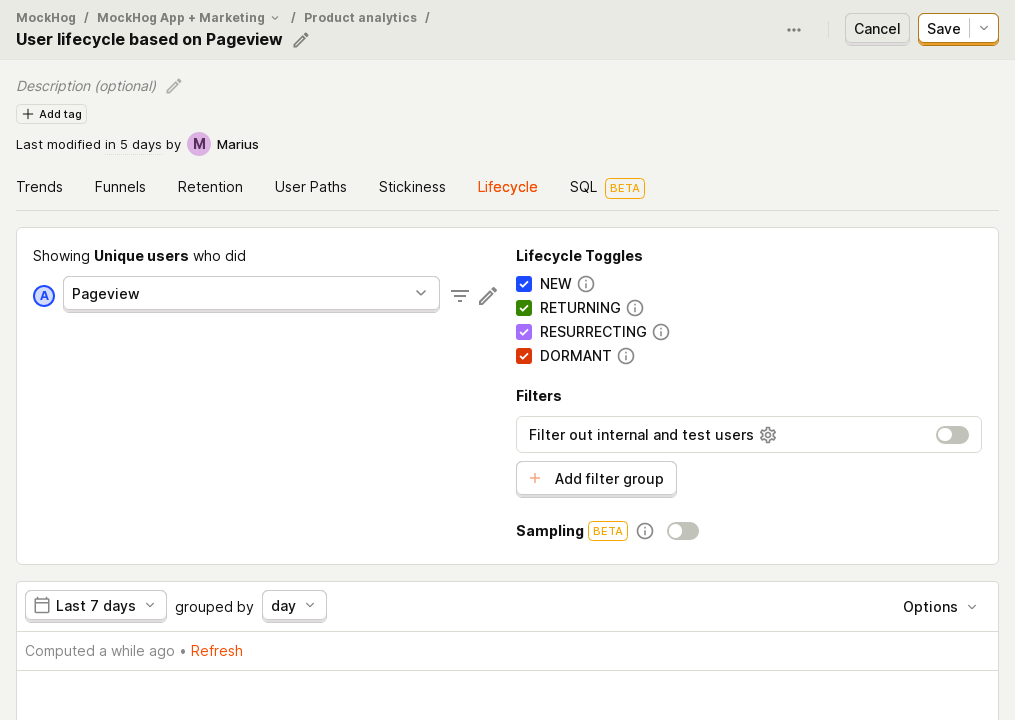 MockHog / MockHog App + Marketing / Product analytics /
User lifecycle based on Pageview
Cancel
Save
Description (optional)
Add tag
Last modified in 5 days by M Marius
Trends Funnels Retention User Paths Stickiness Lifecycle SQL BETA
Showing Unique users who did
A Pageview
Lifecycle Toggles
NEW
RETURNING
RESURRECTING
DORMANT
Filters
Filter out internal and test users
+ Add filter group
Sampling BETA
Last 7 days grouped by day
Options
Computed a while ago • Refresh